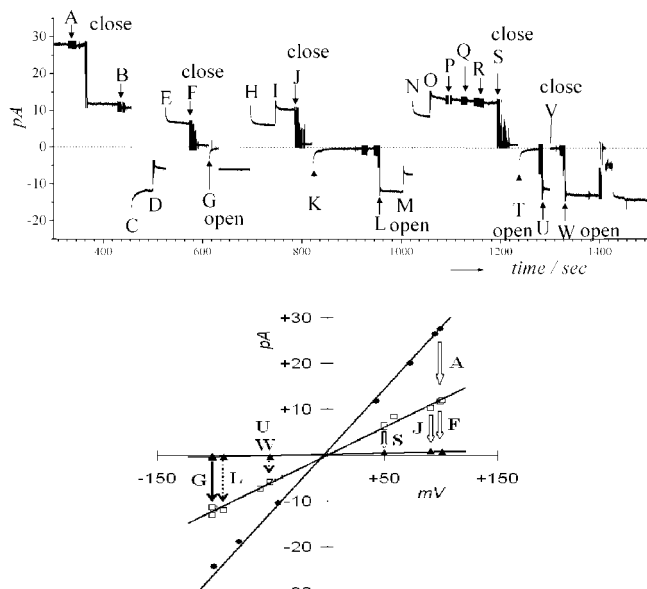 A close close S
close J Q close
30
B E F H I N O P R V
20
10
pA
0
-10
-20
C D G K L M T U W
open open open open
400 600 800 1000 1200 1400
time / sec
+30
pA
+20
A
+10
U
W
S
J
F
G
L
-150 +50 +150
mV
-10
-20